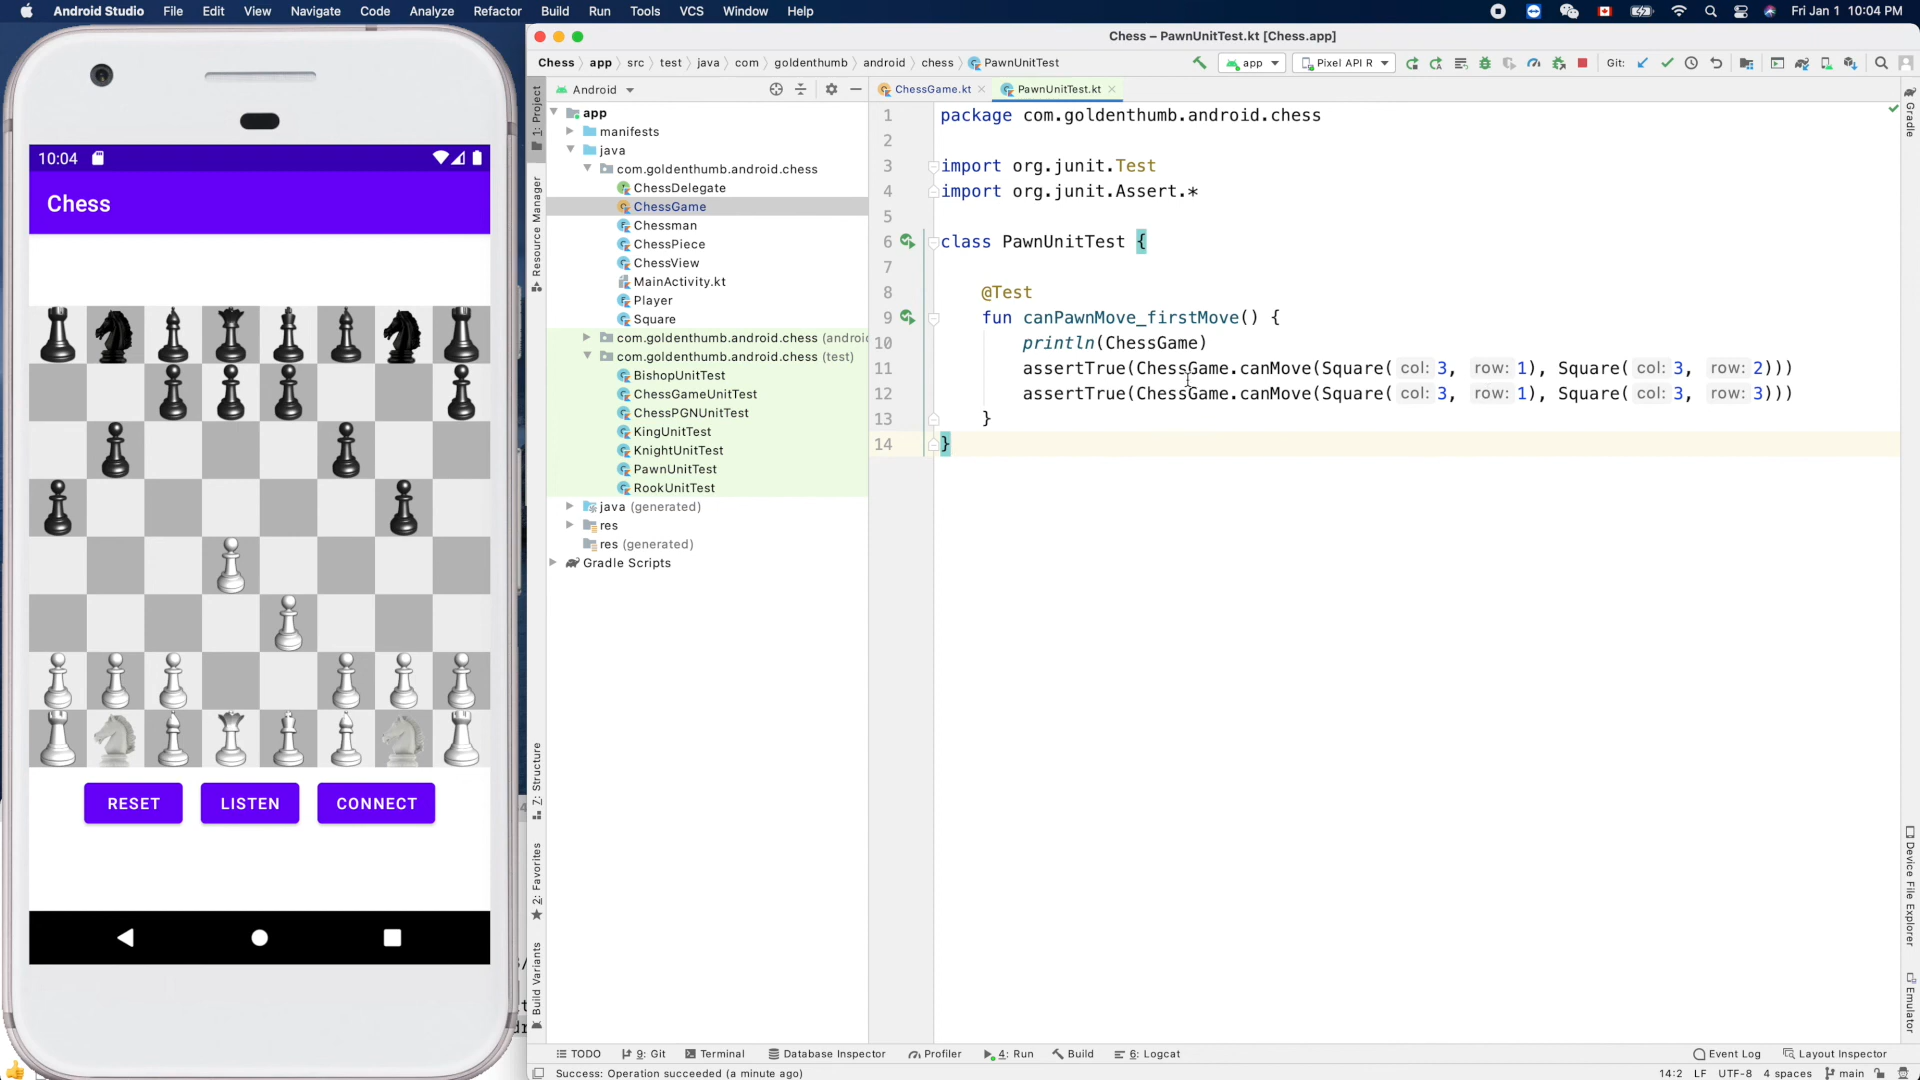 Android Studio File Edit View Navigate Code Analyze Refactor Build Run Tools VCS Window Help Fri Jan 1 10:04 PM
Chess – PawnUnitTest.kt [Chess.app]
Chess app src test java com goldenthumb android chess PawnUnitTest app Pixel API R Git:
Android
ChessGame.kt PawnUnitTest.kt
10:04
Chess
RESET LISTEN CONNECT
1: Project
Resource Manager
Z: Structure
2: Favorites
Build Variants
app
manifests
java
com.goldenthumb.android.chess
ChessDelegate
ChessGame
Chessman
ChessPiece
ChessView
MainActivity.kt
Player
Square
com.goldenthumb.android.chess (androi
com.goldenthumb.android.chess (test)
BishopUnitTest
ChessGameUnitTest
ChessPGNUnitTest
KingUnitTest
KnightUnitTest
PawnUnitTest
RookUnitTest
java (generated)
res
res (generated)
Gradle Scripts
1 package com.goldenthumb.android.chess
2
3 import org.junit.Test
4 import org.junit.Assert.*
5
6 class PawnUnitTest {
7
8 @Test
9 fun canPawnMove_firstMove() {
10 println(ChessGame)
11 assertTrue(ChessGame.canMove(Square( col: 3, row: 1), Square( col: 3, row: 2)))
12 assertTrue(ChessGame.canMove(Square( col: 3, row: 1), Square( col: 3, row: 3)))
13 }
14 }
Gradle
Device File Explorer
Emulator
TODO 9: Git Terminal Database Inspector Profiler 4: Run Build 6: Logcat Event Log Layout Inspector
Success: Operation succeeded (a minute ago) 14:2 LF UTF-8 4 spaces main